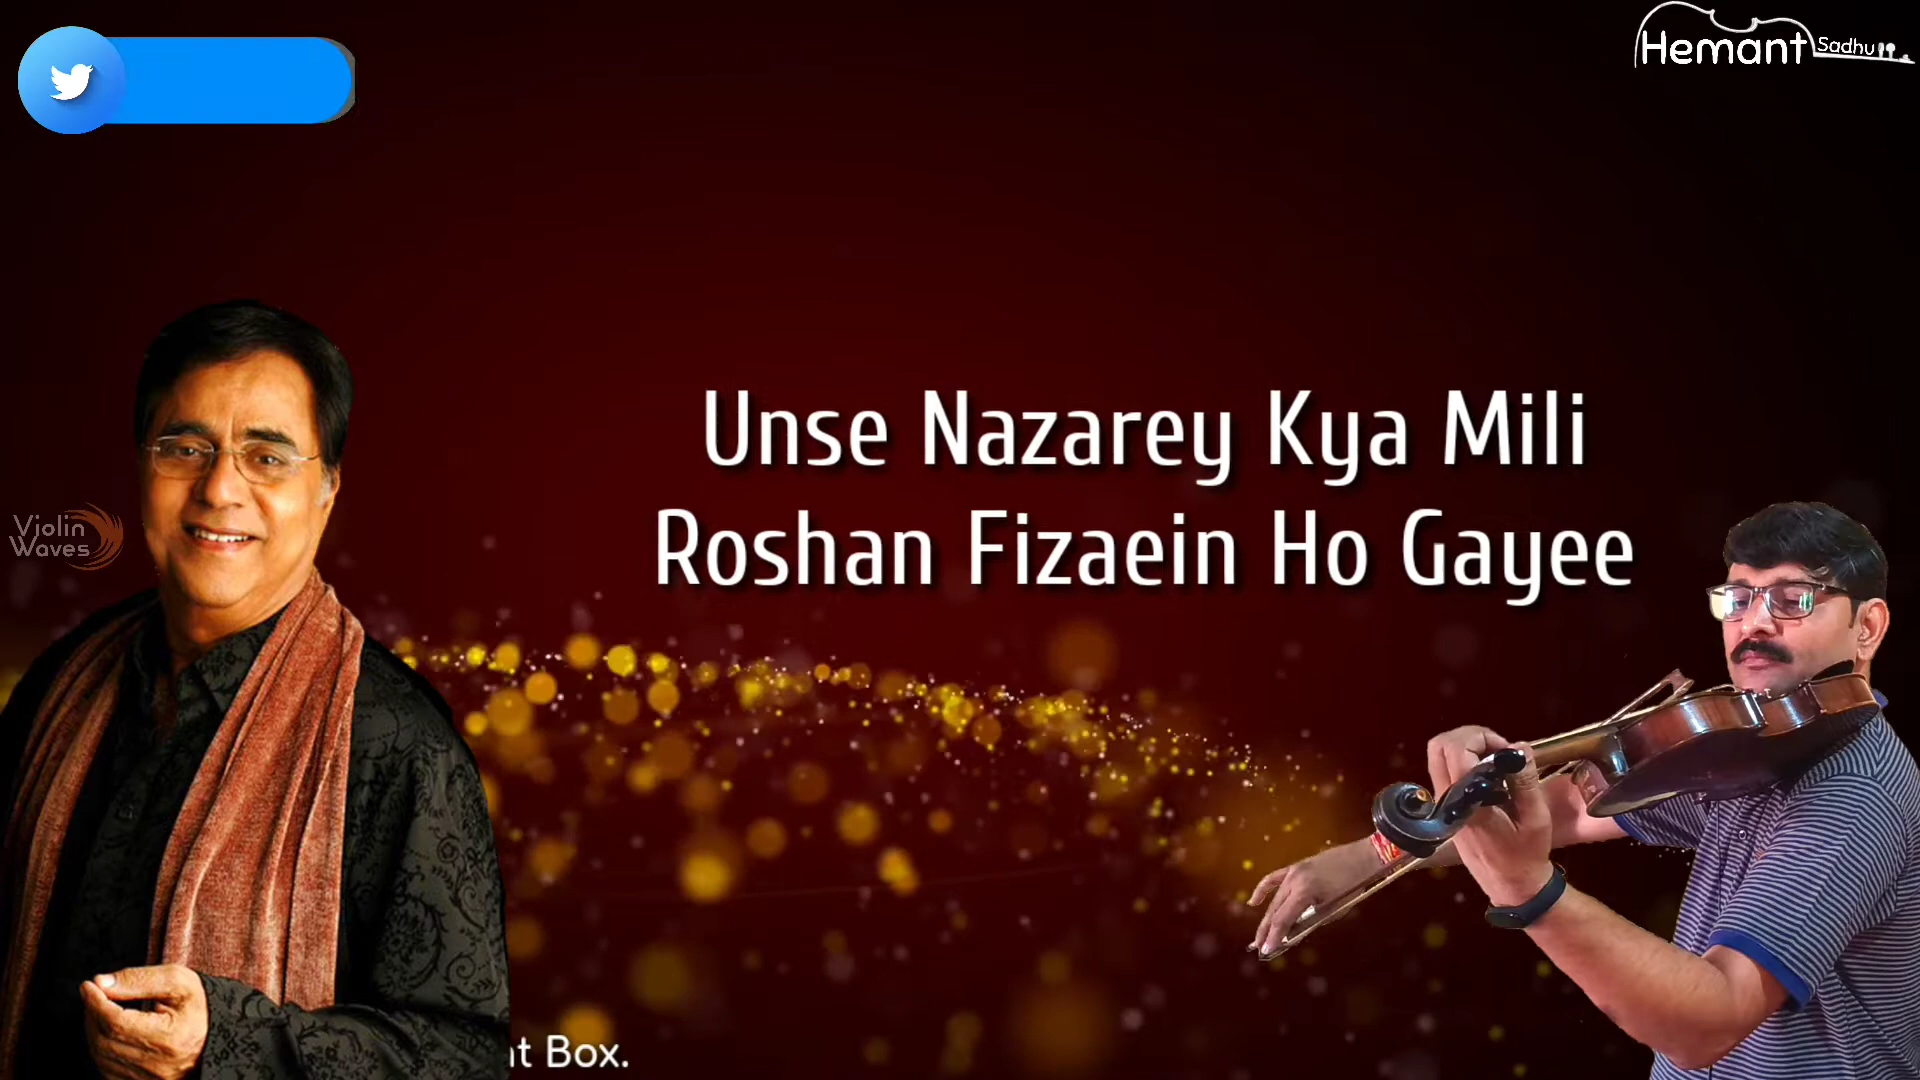 Hemant Sadhu
Unse Nazarey Kya Mili
Roshan Fizaein Ho Gayee
Violin
Waves
Box.